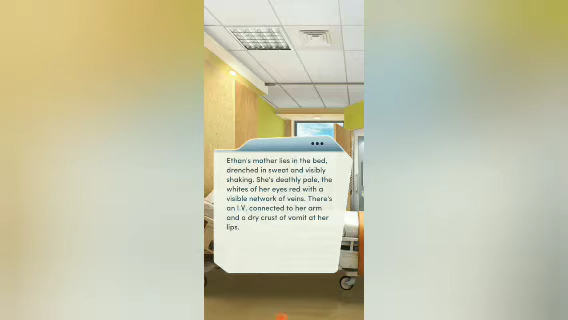 Ethan's mother lies in the bed,
drenched in sweat and visibly
shaking. She's deathly pale, the
whites of her eyes red with a
visible network of veins. There's
an I.V. connected to her arm
and a dry crust of vomit at her
lips.